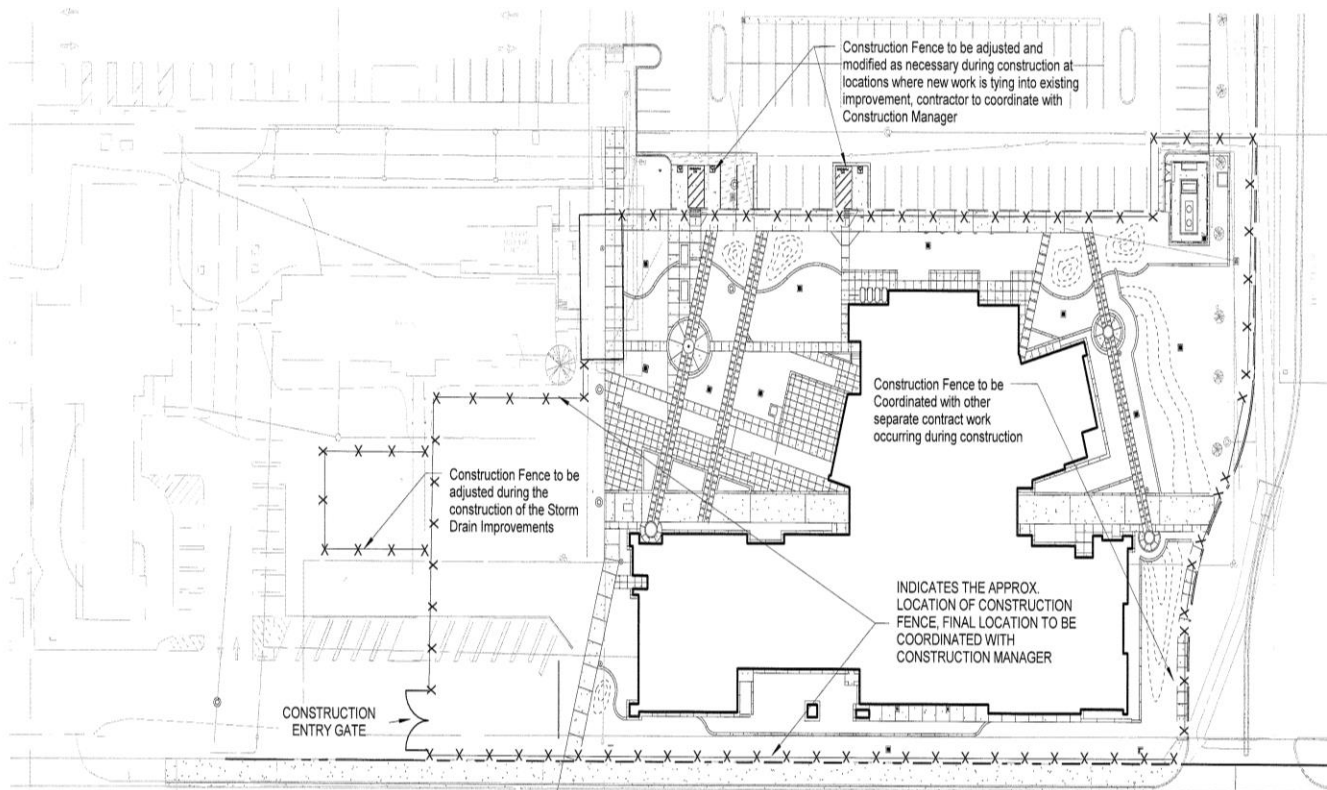 Construction Fence to be adjusted and
modified as necessary during construction at
locations where new work is tying into existing
improvement, contractor to coordinate with
Construction Manager
Construction Fence to be
Coordinated with other
separate contract work
occurring during construction
Construction Fence to be
adjusted during the
construction of the Storm
Drain Improvements
INDICATES THE APPROX.
LOCATION OF CONSTRUCTION
FENCE, FINAL LOCATION TO BE
COORDINATED WITH
CONSTRUCTION MANAGER
CONSTRUCTION
ENTRY GATE